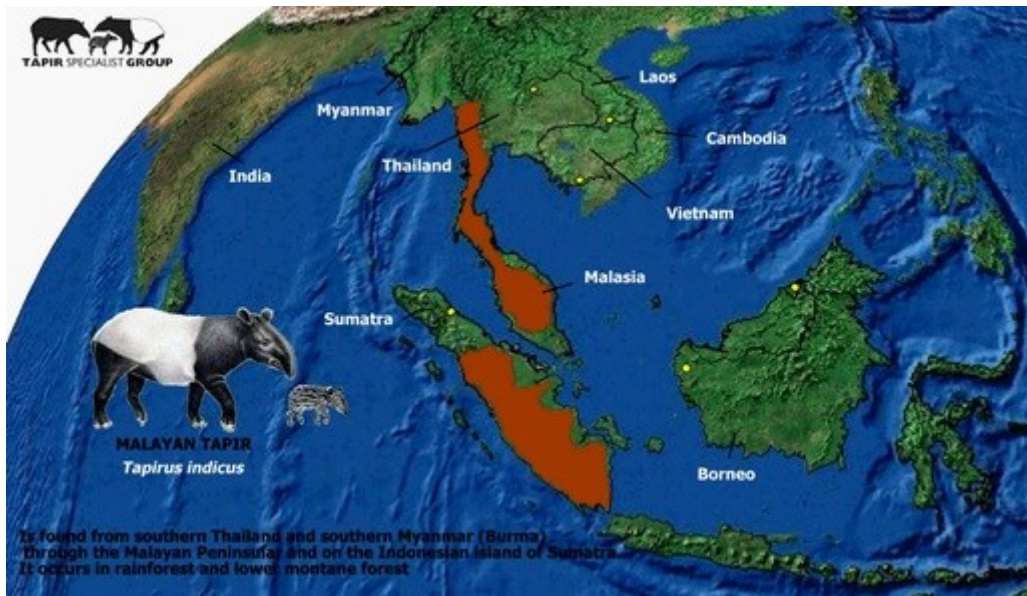 TAPIR SPECIALIST GROUP
Laos
Myanmar
Cambodia
Thailand
India
Vietnam
Malasia
Sumatra
MALAYAN TAPIR
Tapirus indicus
Borneo
Is found from southern Thailand and southern Myanmar (Burma)
through the Malayan Peninsular and on the Indonesian Island of Sumatra
It occurs in rainforest and lower montane forest